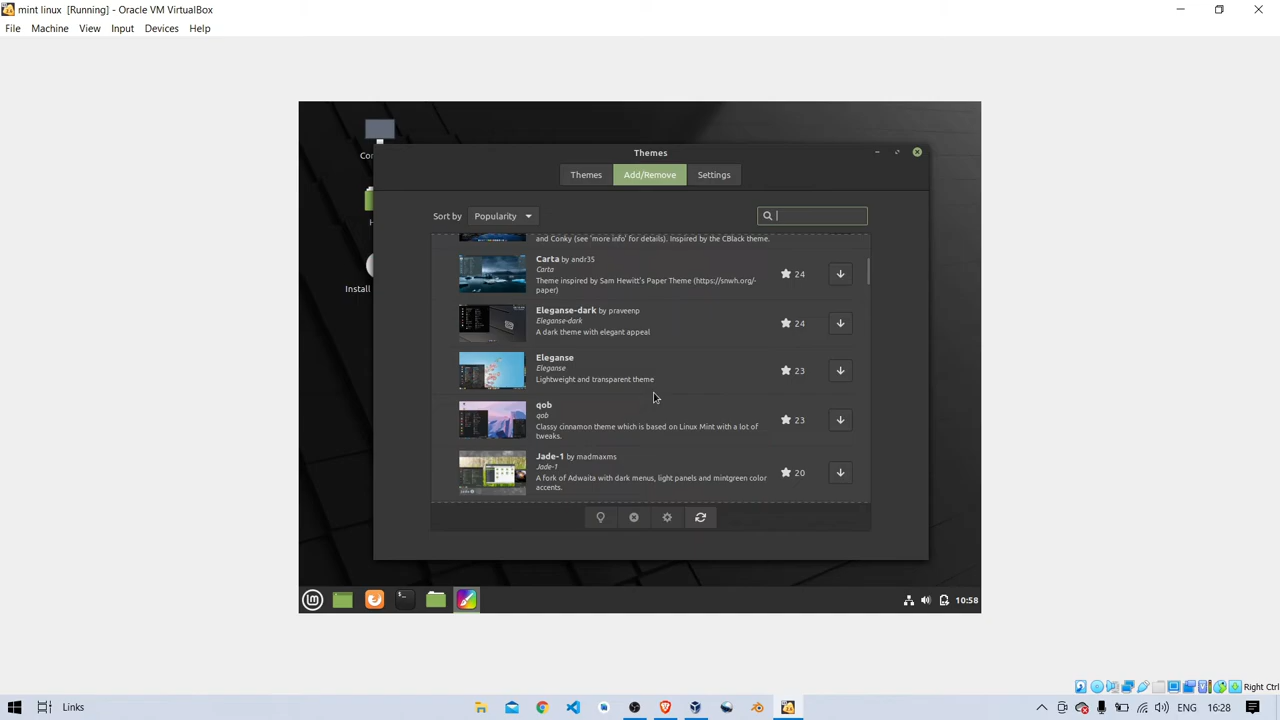 mint linux [Running] - Oracle VM VirtualBox
File Machine View Input Devices Help
Themes
Themes Add/Remove Settings
Sort by Popularity
and Conky (see 'more info' for details). Inspired by the CBlack theme.
Carta by andr35
Carta
Theme inspired by Sam Hewitt's Paper Theme (https://snwh.org/-
paper)
24
Eleganse-dark by praveenp
Eleganse-dark
A dark theme with elegant appeal
24
Eleganse
Eleganse
Lightweight and transparent theme
23
qob
qob
Classy cinnamon theme which is based on Linux Mint with a lot of
tweaks.
23
Jade-1 by madmaxms
Jade-1
A fork of Adwaita with dark menus, light panels and mintgreen color
accents.
20
Co
H
Install
10:58
Right Ctrl
Links
ENG 16:28